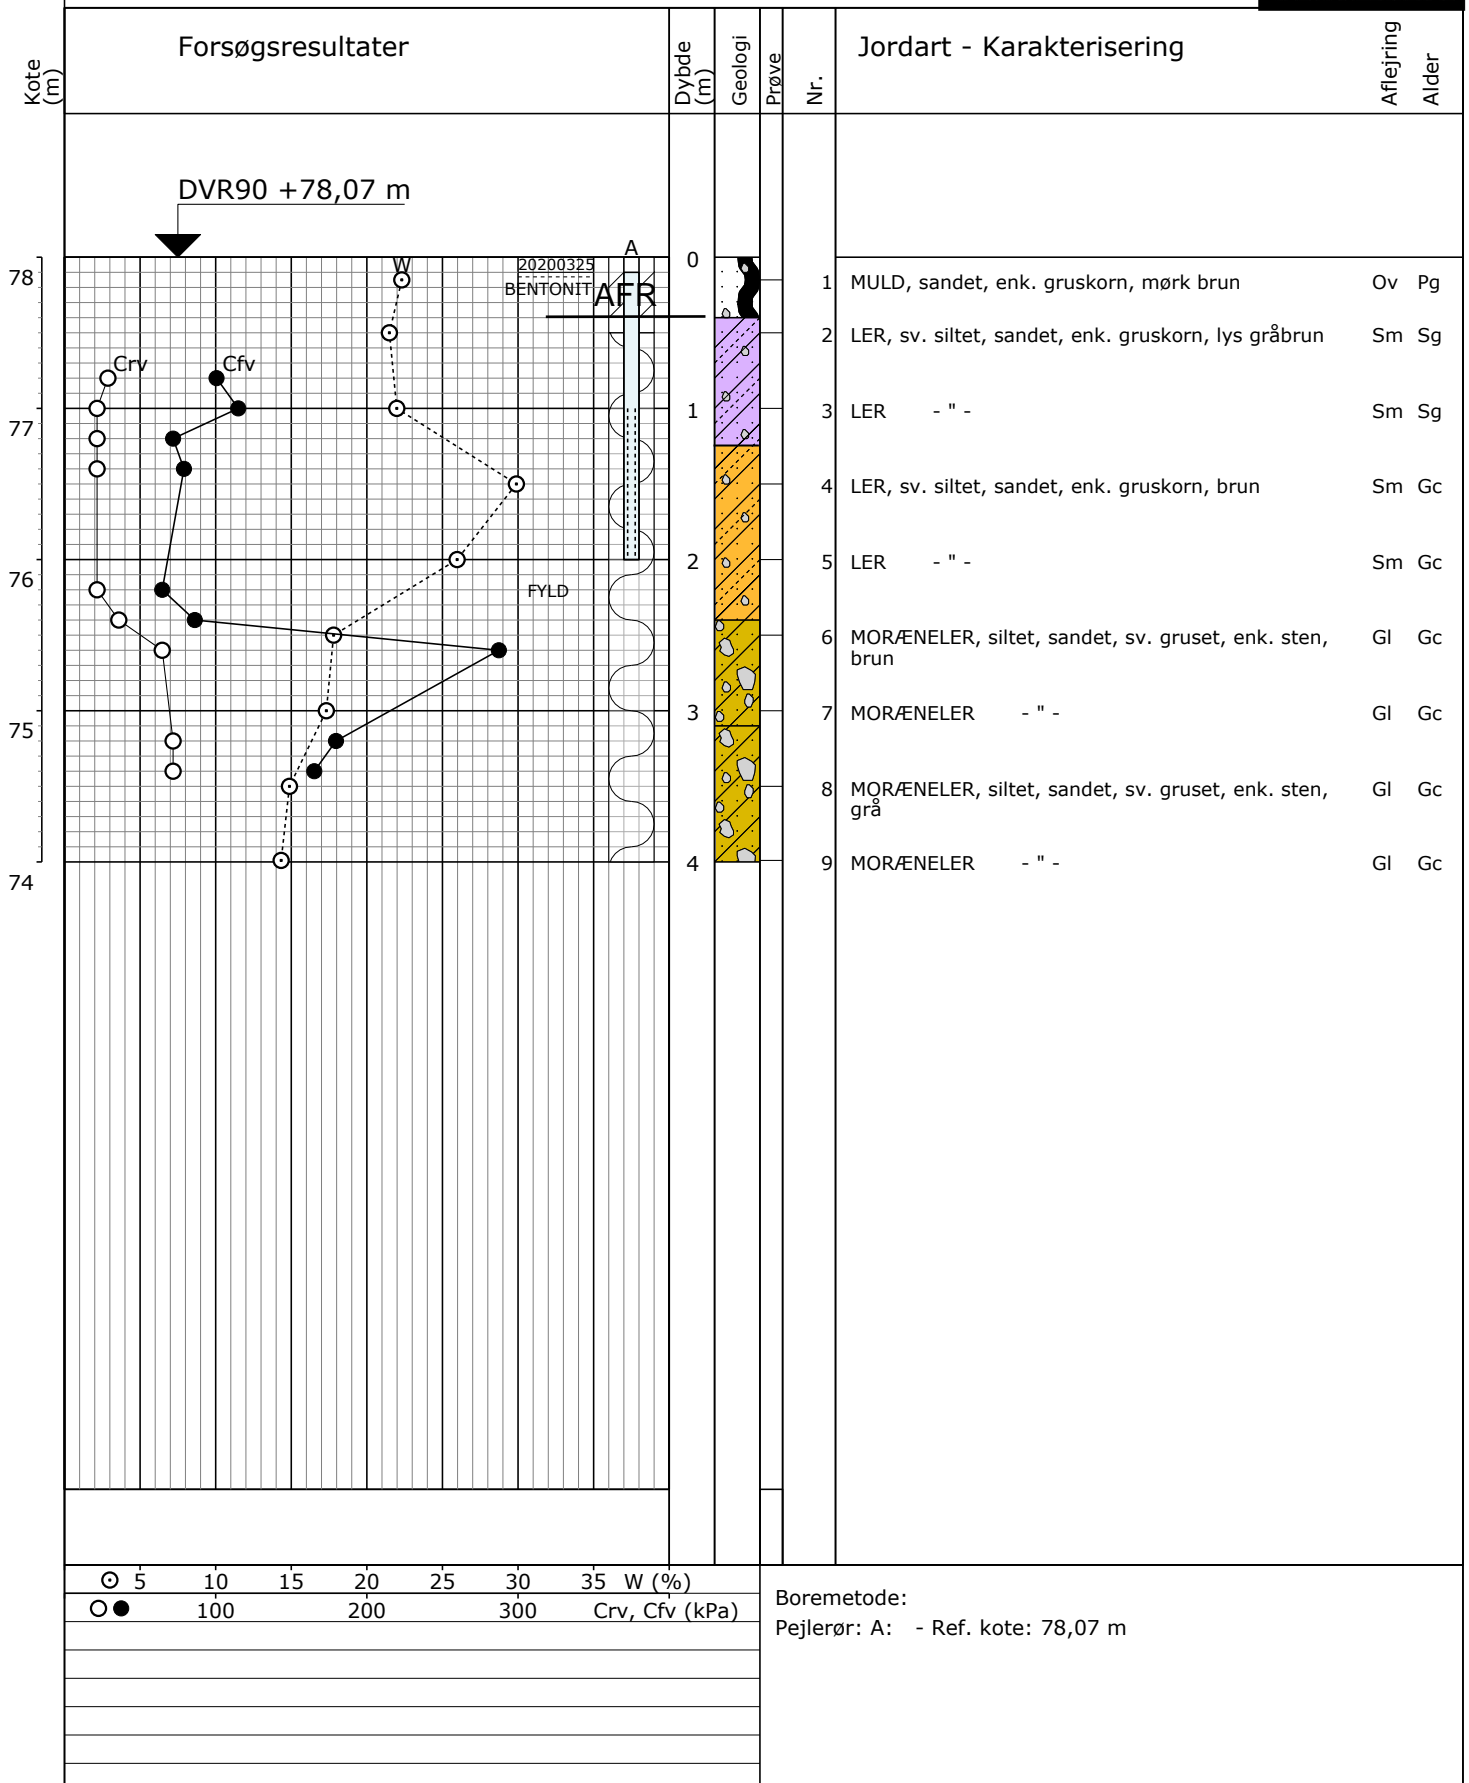 Kote (m)
Forsøgsresultater
Dybde (m)
Geologi
Prøve
Nr.
Jordart - Karakterisering
Aflejring
Alder
DVR90 +78,07 m
A
W
20200325
BENTONIT
AFR
Crv
Cfv
FYLD
78
77
76
75
74
0
1
2
3
4
1 MULD, sandet, enk. gruskorn, mørk brun Ov Pg
2 LER, sv. siltet, sandet, enk. gruskorn, lys gråbrun Sm Sg
3 LER - " - Sm Sg
4 LER, sv. siltet, sandet, enk. gruskorn, brun Sm Gc
5 LER - " - Sm Gc
6 MORÆNELER, siltet, sandet, sv. gruset, enk. sten, Gl Gc
brun
7 MORÆNELER - " - Gl Gc
8 MORÆNELER, siltet, sandet, sv. gruset, enk. sten, Gl Gc
grå
9 MORÆNELER - " - Gl Gc
5 10 15 20 25 30 35 W (%)
100 200 300 Crv, Cfv (kPa)
Boremetode:
Pejlerør: A: - Ref. kote: 78,07 m